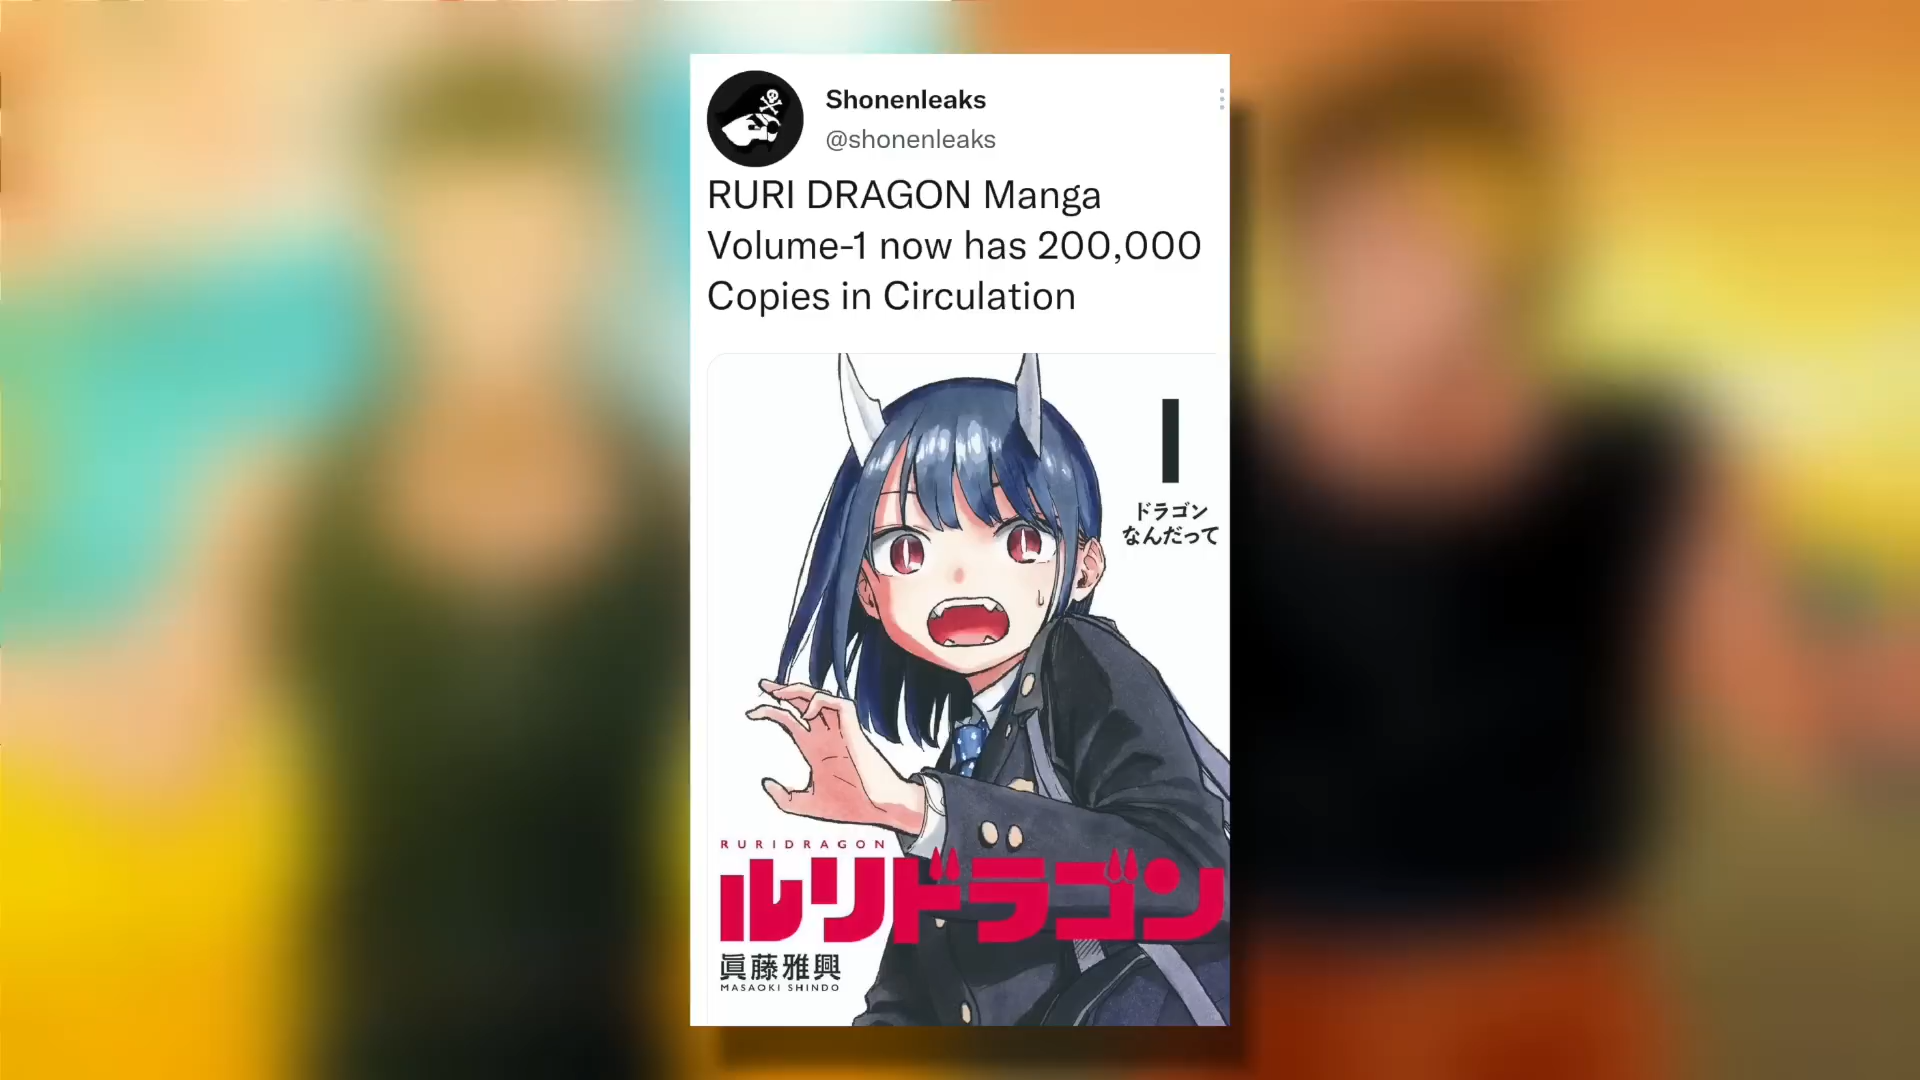 Shonenleaks
@shonenleaks
RURI DRAGON Manga
Volume-1 now has 200,000
Copies in Circulation
1
ドラゴン
なんだって
RURIDRAGON
ルリドラゴン
眞藤雅興
MASAOKI SHINDO